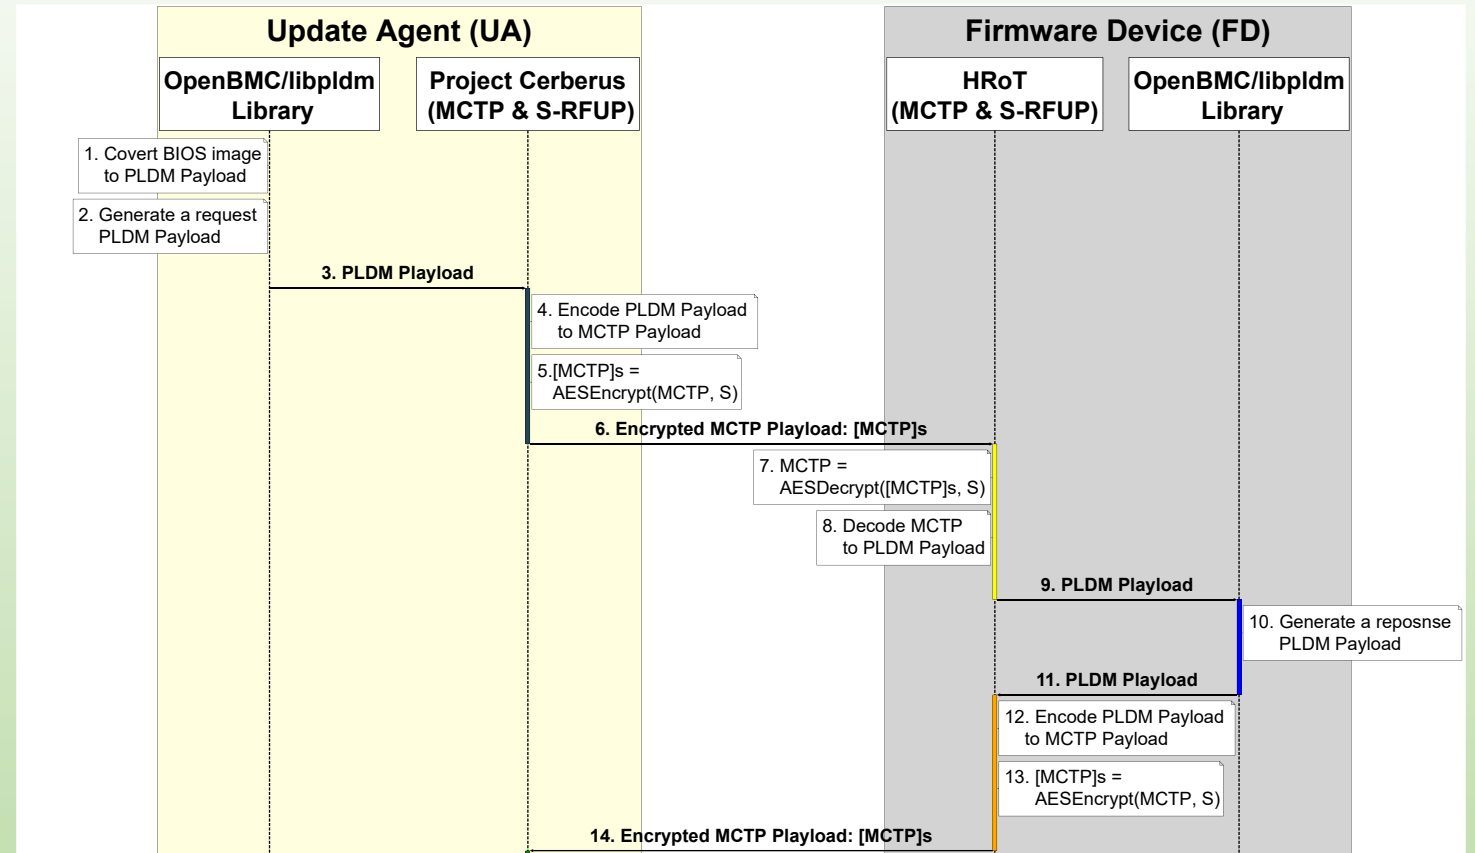 Update Agent (UA)
Firmware Device (FD)
OpenBMC/libpldm
Library
Project Cerberus
(MCTP & S-RFUP)
HRoT
(MCTP & S-RFUP)
OpenBMC/libpldm
Library
1. Covert BIOS image
to PLDM Payload
2. Generate a request
PLDM Payload
3. PLDM Playload
4. Encode PLDM Payload
to MCTP Payload
5.[MCTP]s =
AESEncrypt(MCTP, S)
6. Encrypted MCTP Playload: [MCTP]s
7. MCTP =
AESDecrypt([MCTP]s, S)
8. Decode MCTP
to PLDM Payload
9. PLDM Playload
10. Generate a reposnse
PLDM Payload
11. PLDM Playload
12. Encode PLDM Payload
to MCTP Payload
13. [MCTP]s =
AESEncrypt(MCTP, S)
14. Encrypted MCTP Playload: [MCTP]s